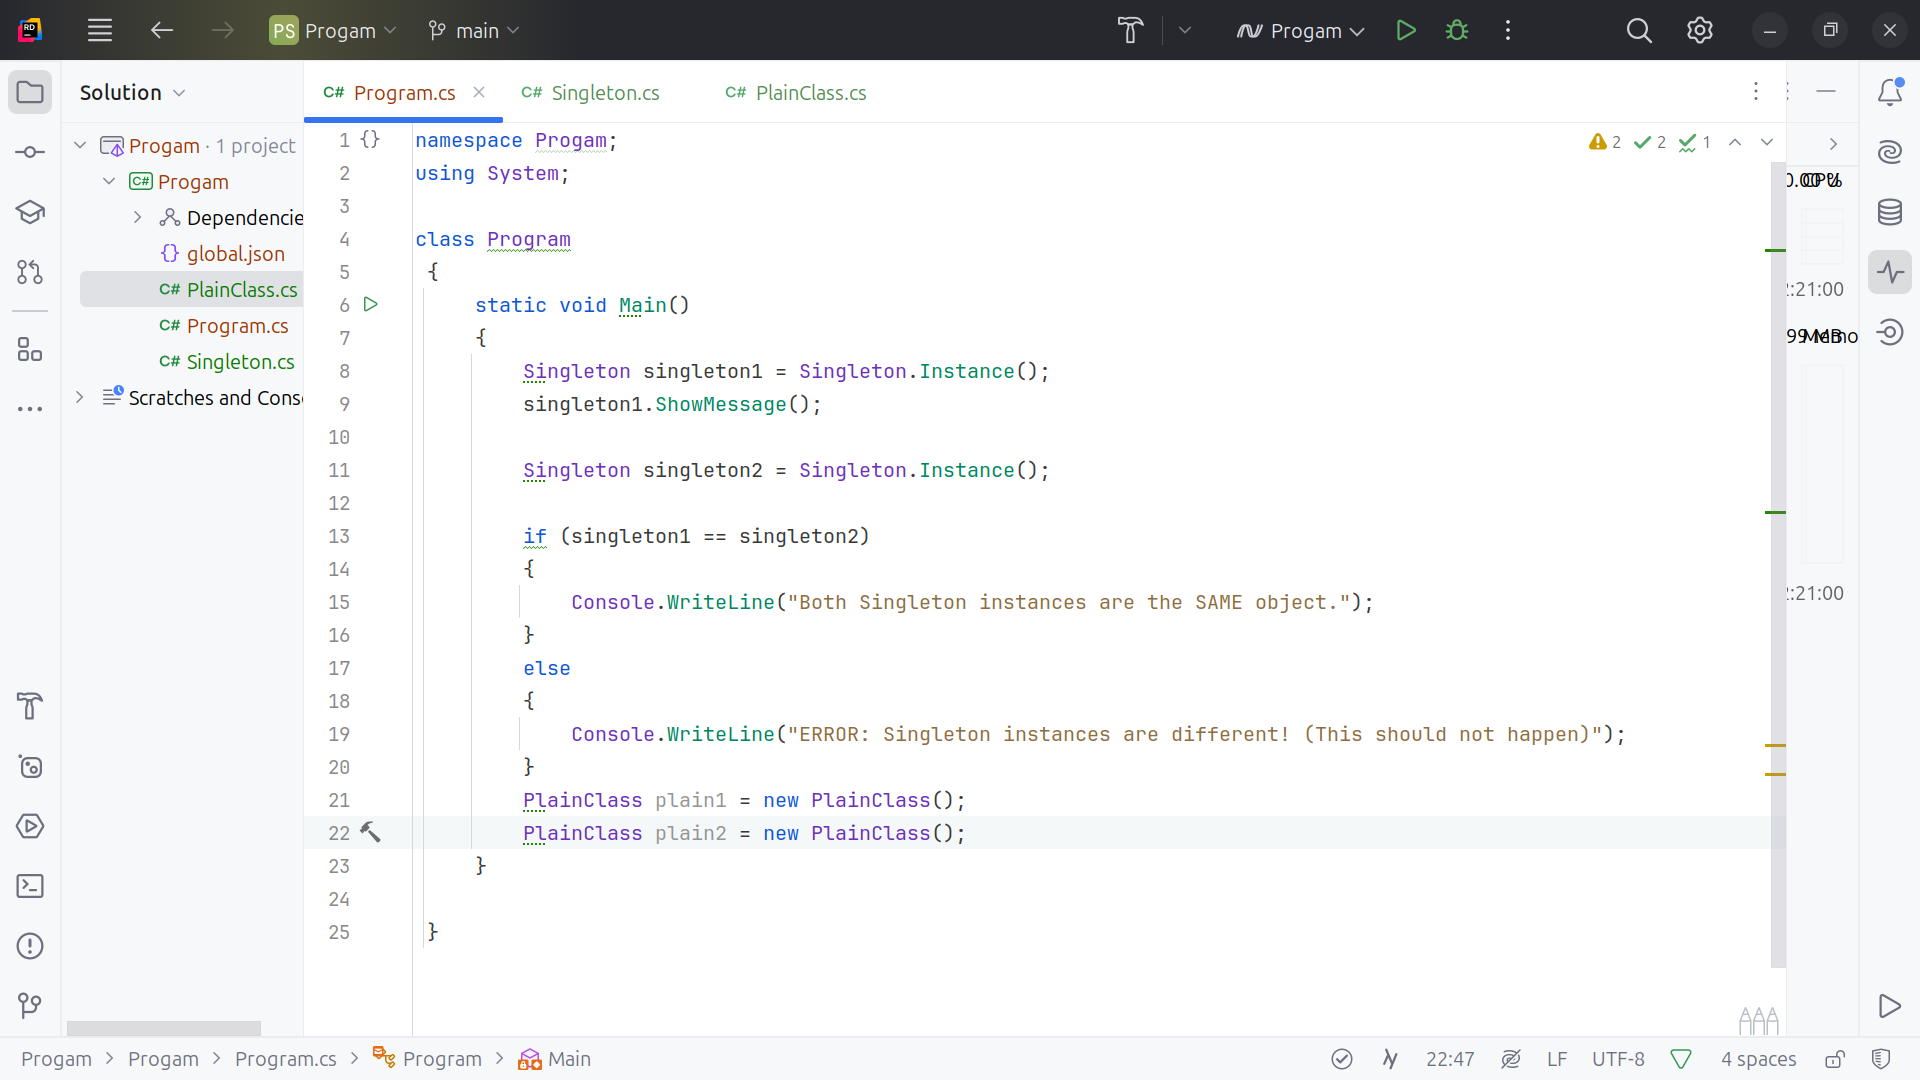 PS Progam main Progam
Solution
Progam · 1 project
C# Progam
Dependencie
{} global.json
C# PlainClass.cs
C# Program.cs
C# Singleton.cs
Scratches and Cons
C# Program.cs C# Singleton.cs C# PlainClass.cs
2 2 1
1 {} namespace Progam;
2 using System;
3
4 class Program
5 {
6 static void Main()
7 {
8 Singleton singleton1 = Singleton.Instance();
9 singleton1.ShowMessage();
10
11 Singleton singleton2 = Singleton.Instance();
12
13 if (singleton1 == singleton2)
14 {
15 Console.WriteLine("Both Singleton instances are the SAME object.");
16 }
17 else
18 {
19 Console.WriteLine("ERROR: Singleton instances are different! (This should not happen)");
20 }
21 PlainClass plain1 = new PlainClass();
22 PlainClass plain2 = new PlainClass();
23 }
24
25 }
:21:00
:21:00
Progam > Progam > Program.cs > Program > Main
22:47 LF UTF-8 4 spaces